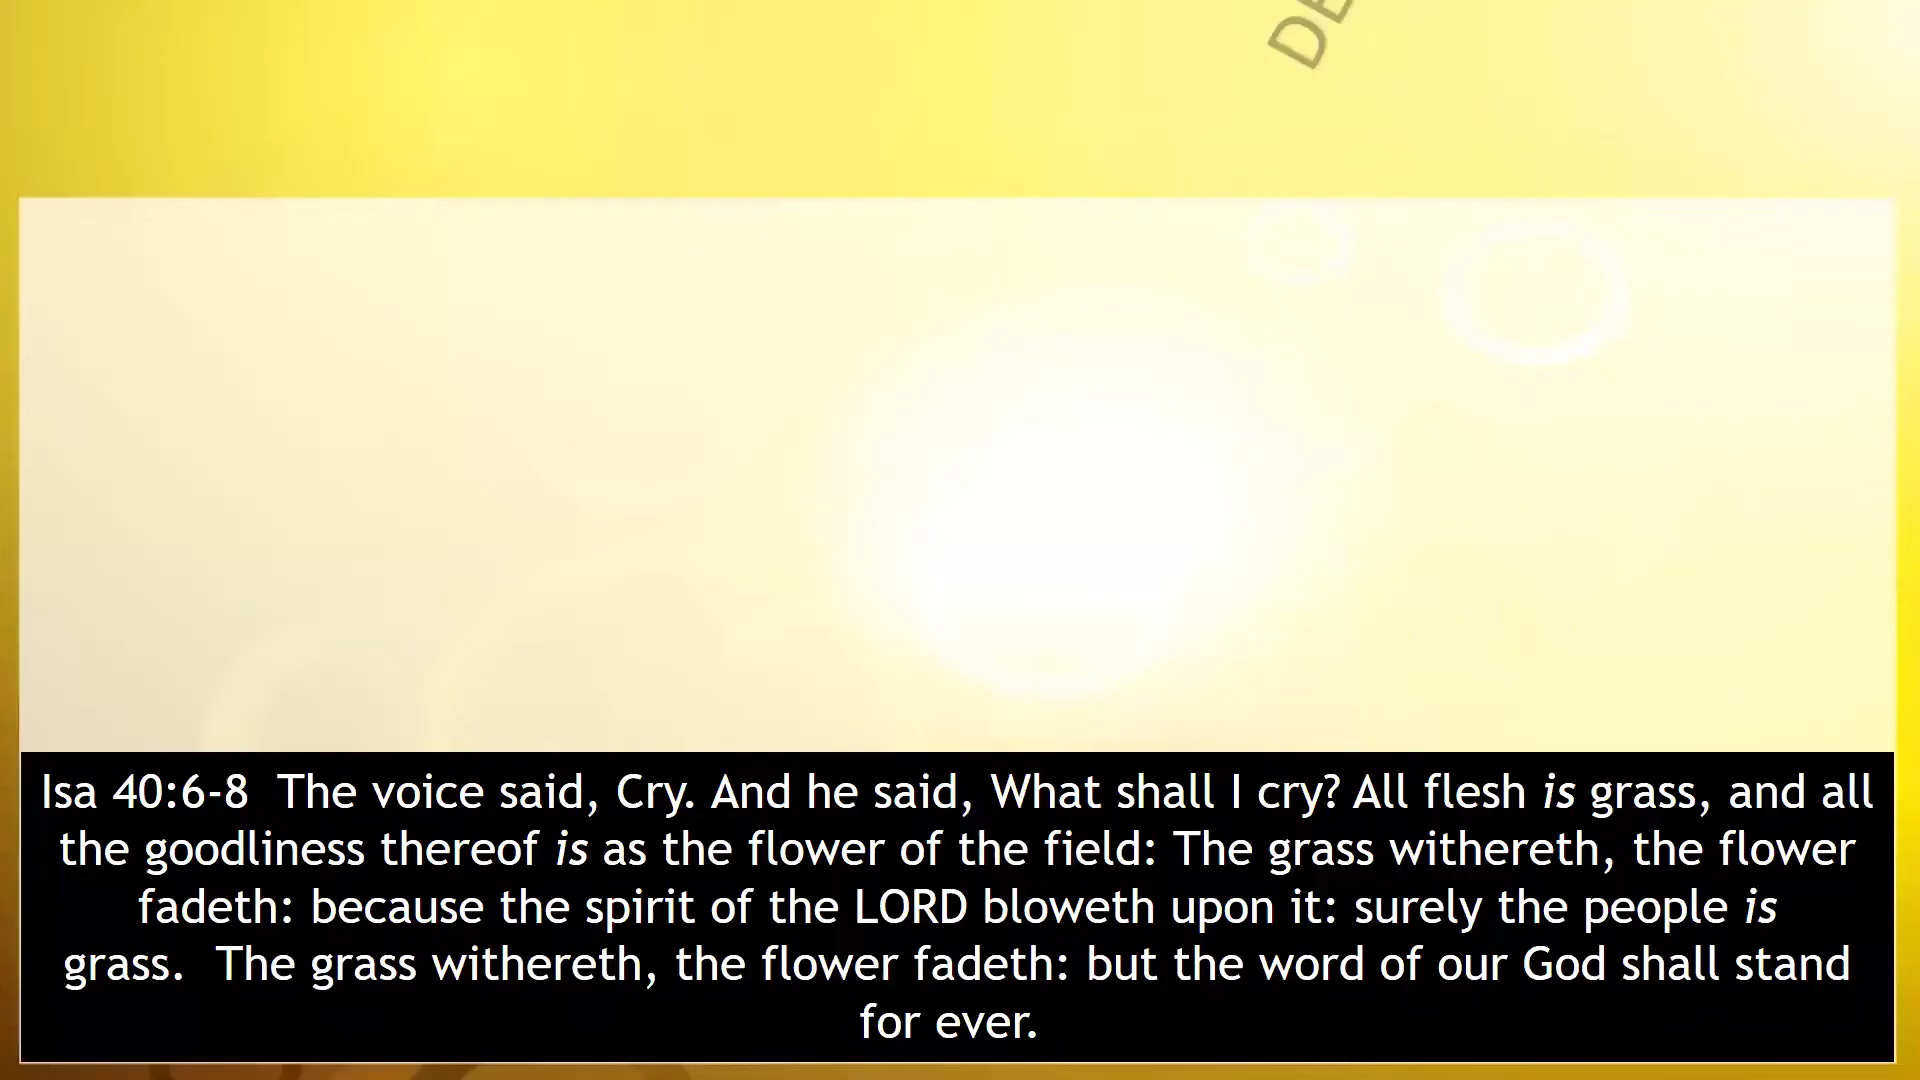 DE
Isa 40:6-8  The voice said, Cry. And he said, What shall I cry? All flesh is grass, and all
the goodliness thereof is as the flower of the field: The grass withereth, the flower
fadeth: because the spirit of the LORD bloweth upon it: surely the people is
grass.  The grass withereth, the flower fadeth: but the word of our God shall stand
for ever.